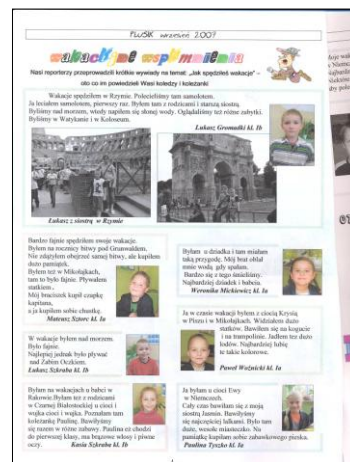 PLUSIK wrzesień 2007
wakacyjne wspomnienia
Nasi reporterzy przeprowadzili krótkie wywiady na temat: „Jak spędziłeś wakacje" –
oto co im powiedzieli Wasi koledzy i koleżanki
Wakacje spędziłem w Rzymie. Polecieliśmy tam samolotem.
Ja leciałem samolotem, pierwszy raz. Byłem tam z rodzicami i starszą siostrą.
Byliśmy nad morzem, wtedy napiłem się słonej wody. Oglądaliśmy też różne zabytki.
Byliśmy w Watykanie i w Koloseum.
Łukasz Gromadki kl. Ib
Łukasz z siostrą w Rzymie
Bardzo fajnie spędziłem swoje wakacje.
Byłem na rocznicy bitwy pod Grunwaldem.
Nie zdążyłem obejrzeć samej bitwy, ale kupiłem
dużo pamiątek.
Byłem też w Mikołajkach,
tam to było fajnie. Pływałem
statkiem.
Mój braciszek kupił czapkę
kapitana,
a ja kupiłem sobie chustkę.
Mateusz Sztorc kl. Ia
W wakacje byłem nad morzem.
Było fajnie.
Najlepiej jednak było pływać
nad Żabim Oczkiem.
Łukasz Szkraba kl. Ib
Byłam na wakacjach u babci w
Rakowie. Byłam też z rodzicami
w Czarnej Białostockiej u cioci i
wujka cioci i wujka. Poznałam tam
koleżankę Paulinę. Bawiłyśmy
się razem w różne zabawy. Paulina też chodzi
do pierwszej klasy, ma brązowe włosy i piwne
oczy.
Kasia Szkraba kl. Ib
Byłam u dziadka i tam miałam
taką przygodę. Mój brat oblał
mnie wodą, gdy spałam.
Bardzo się z tego śmieliśmy.
Najbardziej dziadek i babcia.
Weronika Mickiewicz kl. Ia
Ja w czasie wakacji byłem z ciocią Krysią
w Piszu i w Mikołajkach. Widziałem dużo
statków. Bawiłem się na kogucie
i na trampolinie. Jadłem też dużo
lodów. Najbardziej lubię
te takie kolorowe.
Paweł Woźnicki kl. Ia
Ja byłam u cioci Ewy
w Niemczech.
Cały czas bawiłam się z moją
siostrą Jasmin. Bawiłyśmy
się najczęściej lalkami. Było tam
duże, wesołe miasteczko. Na
pamiątkę kupiłam sobie zabawkowego pieska.
Paulina Tyszko kl. Ia